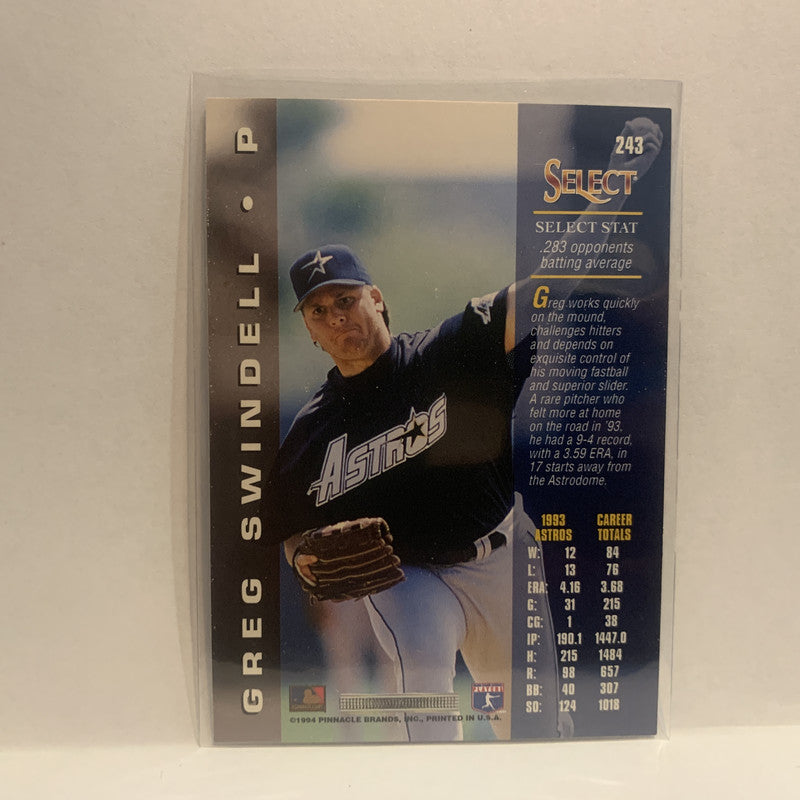 GREG SWINDELL • P
243
SELECT
SELECT STAT
.283 opponents
batting average
Greg works quickly
on the mound,
challenges hitters
and depends on
exquisite control of
his moving fastball
and superior slider.
A rare pitcher who
felt more at home
on the road in '93,
he had a 9-4 record,
with a 3.59 ERA, in
17 starts away from
the Astrodome.
ASTROS
1993 CAREER
ASTROS TOTALS
W: 12 84
L: 13 76
ERA: 4.16 3.68
G: 31 215
CG: 1 38
IP: 190.1 1447.0
H: 215 1484
R: 98 657
BB: 40 307
SO: 124 1018
PLAYERS
©1994 PINNACLE BRANDS, INC., PRINTED IN U.S.A.